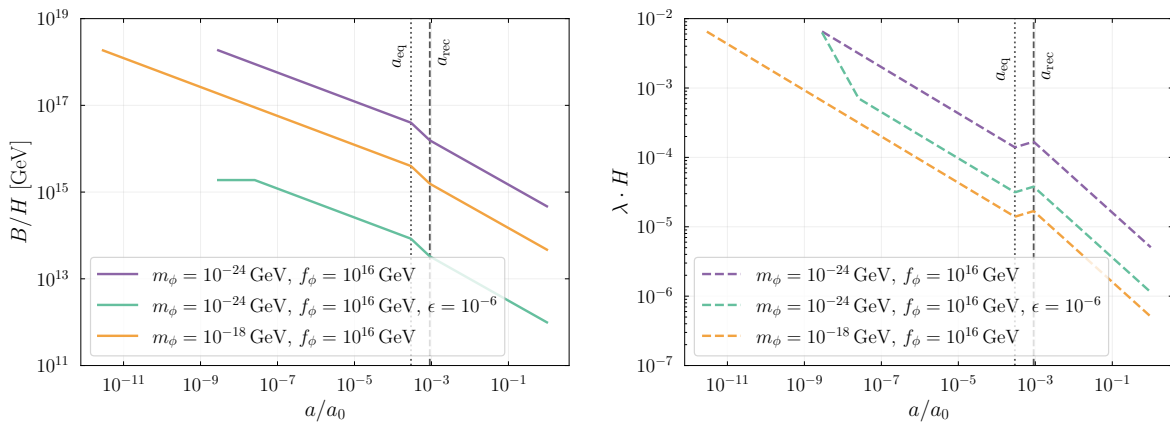 10^19
10^17
10^15
10^13
10^11
B/H [GeV]
a_eq
a_rec
m_ϕ = 10^−24 GeV, f_ϕ = 10^16 GeV
m_ϕ = 10^−24 GeV, f_ϕ = 10^16 GeV, ϵ = 10^−6
m_ϕ = 10^−18 GeV, f_ϕ = 10^16 GeV
10^−11 10^−9 10^−7 10^−5 10^−3 10^−1
a/a_0
10^−2
10^−3
10^−4
10^−5
10^−6
10^−7
λ · H
a_eq
a_rec
m_ϕ = 10^−24 GeV, f_ϕ = 10^16 GeV
m_ϕ = 10^−24 GeV, f_ϕ = 10^16 GeV, ϵ = 10^−6
m_ϕ = 10^−18 GeV, f_ϕ = 10^16 GeV
10^−11 10^−9 10^−7 10^−5 10^−3 10^−1
a/a_0